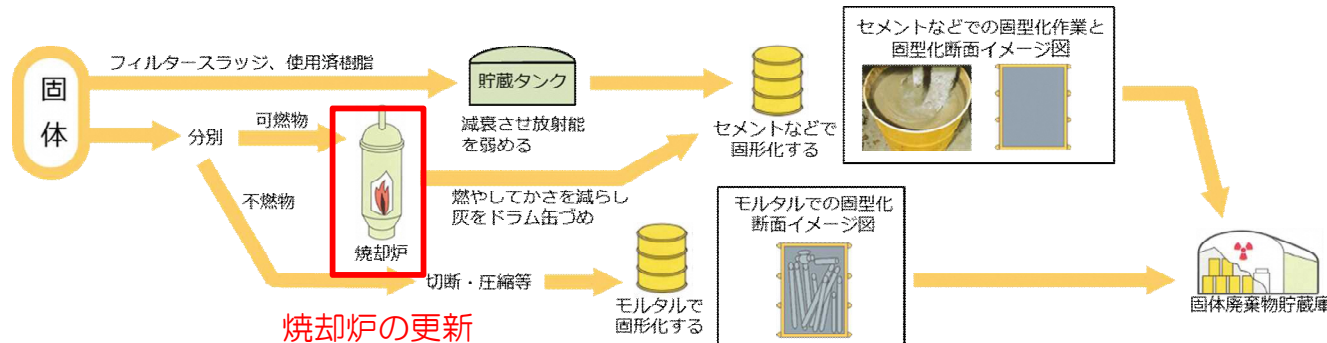 固
体
フィルタースラッジ、使用済樹脂
貯蔵タンク
減衰させ放射能
を弱める
セメントなどで
固形化する
セメントなどでの固型化作業と
固型化断面イメージ図
分別
可燃物
焼却炉
燃やしてかさを減らし
灰をドラム缶づめ
不燃物
切断・圧縮等
モルタルで
固形化する
モルタルでの固型化
断面イメージ図
固体廃棄物貯蔵庫
焼却炉の更新